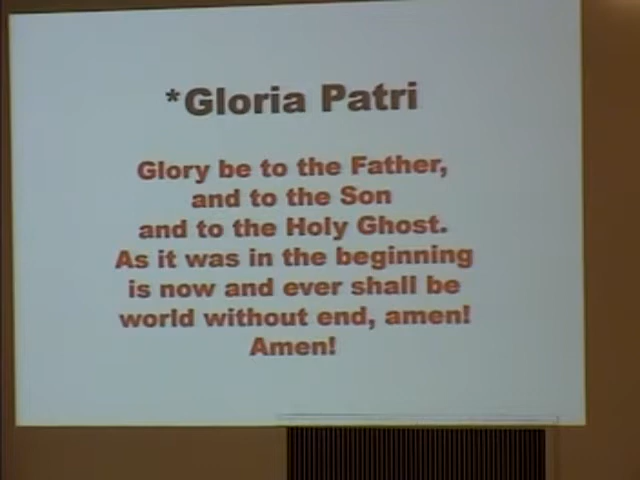 *Gloria Patri
Glory be to the Father,
and to the Son
and to the Holy Ghost.
As it was in the beginning
is now and ever shall be
world without end, amen!
Amen!